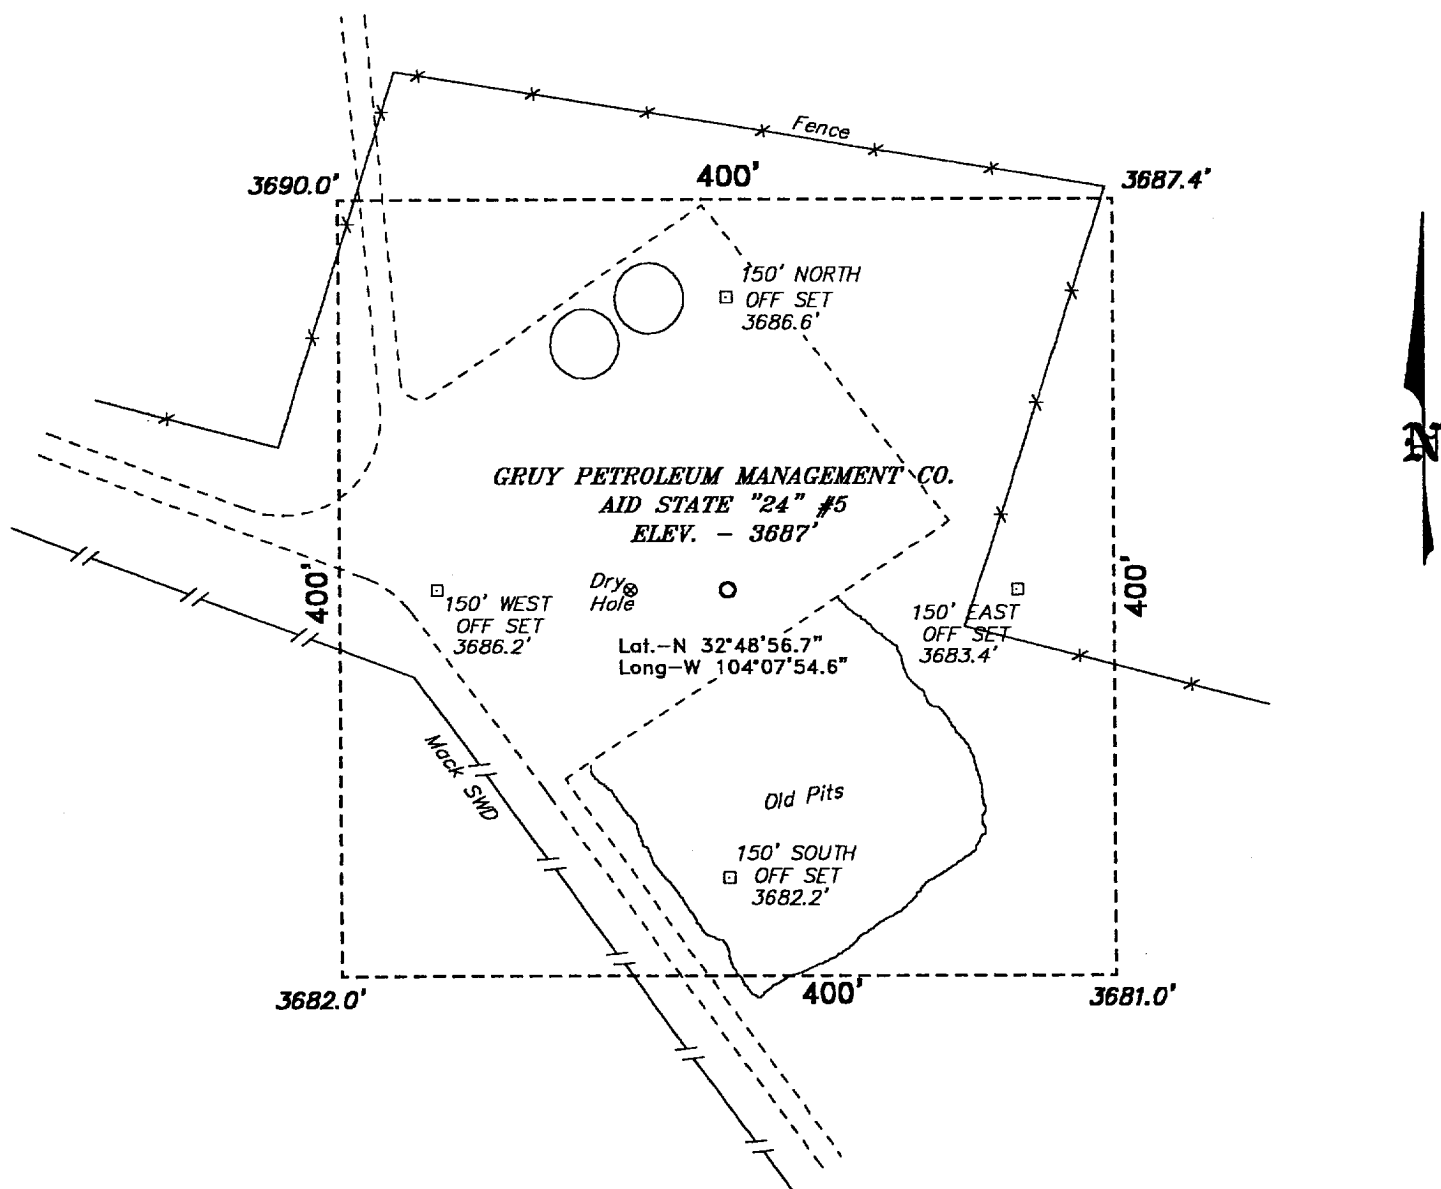 Fence
3690.0'
400'
3687.4'
150' NORTH
OFF SET
3686.6'
N
GRUY PETROLEUM MANAGEMENT CO.
AID STATE "24" #5
ELEV. - 3687'
400'
150' WEST
OFF SET
3686.2'
Dry
Hole
400'
150' EAST
OFF SET
3683.4'
Lat.-N 32°48'56.7"
Long-W 104°07'54.6"
Mack SWD
Old Pits
150' SOUTH
OFF SET
3682.2'
3682.0'
400'
3681.0'